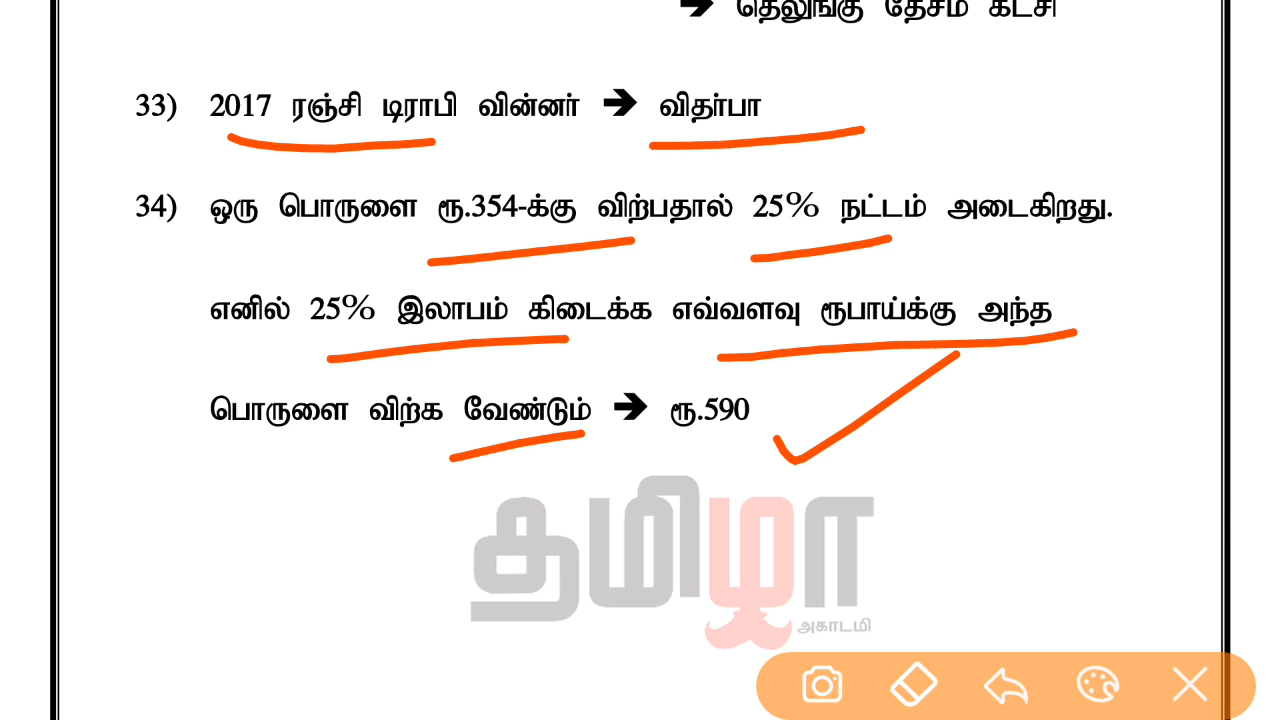 ➔ தெலுங்கு தேசம் கட்சி
33) 2017 ரஞ்சி டிராபி வின்னர் ➔ விதர்பா
34) ஒரு பொருளை ரூ.354-க்கு விற்பதால் 25% நட்டம் அடைகிறது.
எனில் 25% இலாபம் கிடைக்க எவ்வளவு ரூபாய்க்கு அந்த
பொருளை விற்க வேண்டும் ➔ ரூ.590
தமிழா
அகாடமி